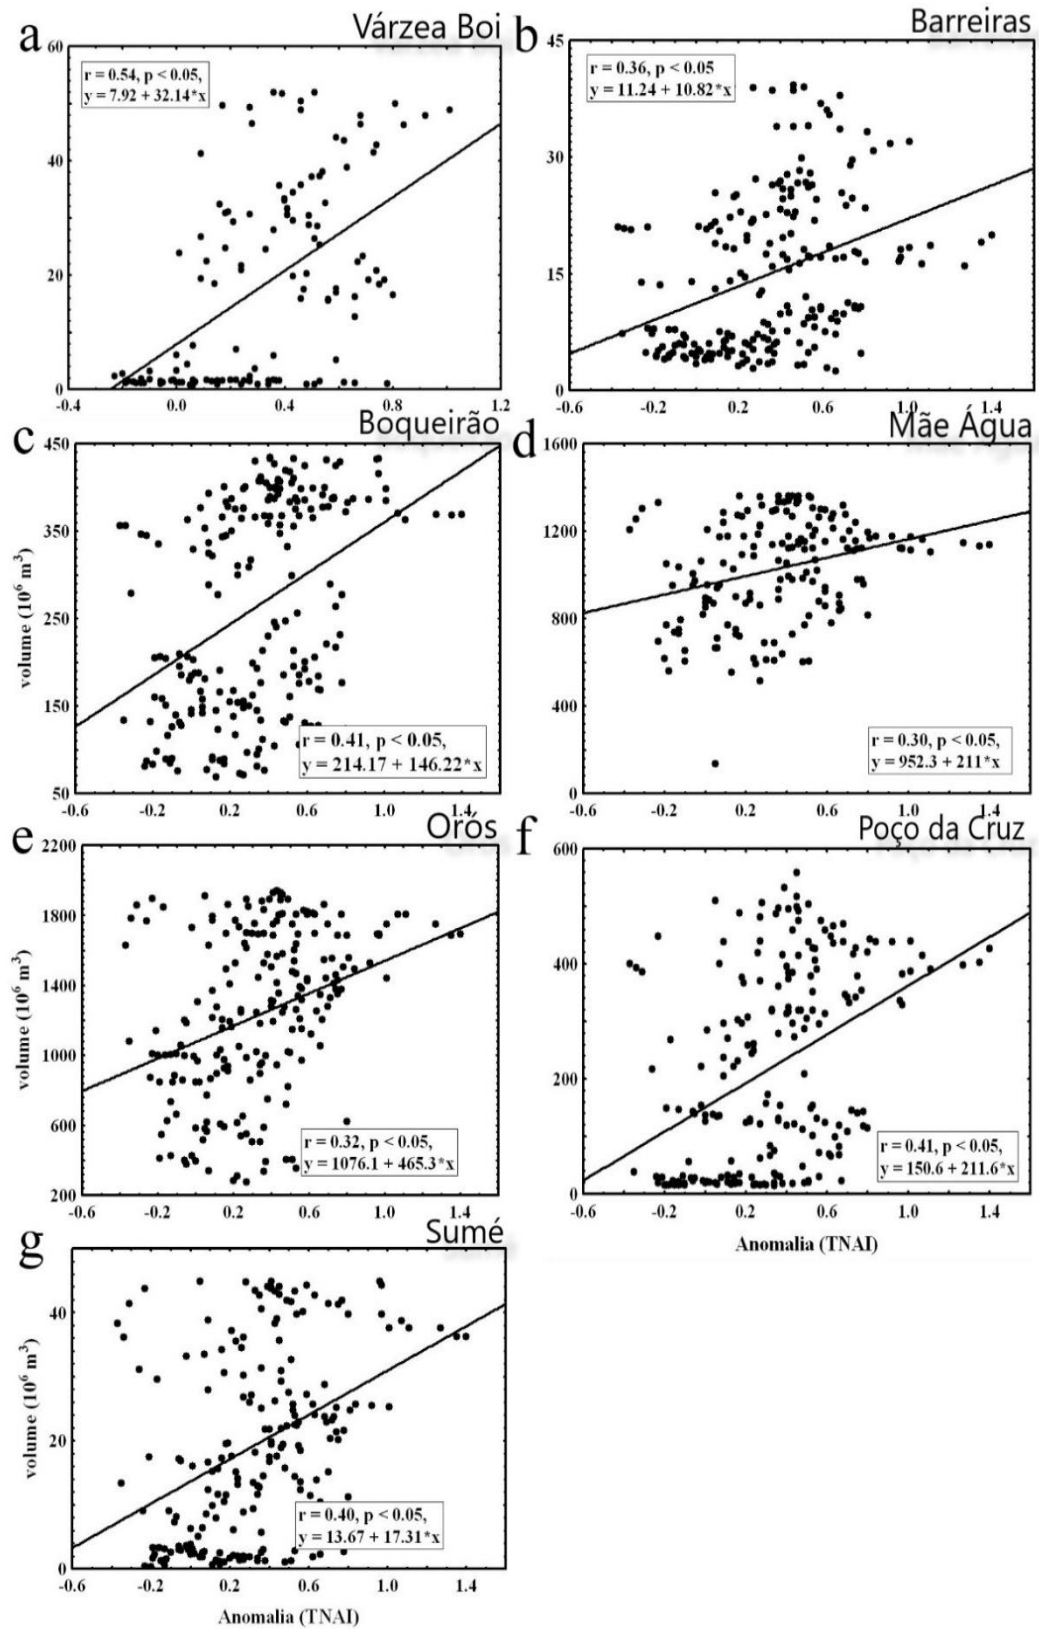 a
Várzea Boi
60
40
20
0
-0.4 0.0 0.4 0.8 1.2
r = 0.54, p < 0.05,
y = 7.92 + 32.14*x
b
Barreiras
45
30
15
0
-0.6 -0.2 0.2 0.6 1.0 1.4
r = 0.36, p < 0.05
y = 11.24 + 10.82*x
c
Boqueirão
450
350
250
150
50
volume (10⁶ m³)
-0.6 -0.2 0.2 0.6 1.0 1.4
r = 0.41, p < 0.05,
y = 214.17 + 146.22*x
d
Mãe Água
1600
1200
800
400
0
-0.6 -0.2 0.2 0.6 1.0 1.4
r = 0.30, p < 0.05,
y = 952.3 + 211*x
e
Orós
2200
1800
1400
1000
600
200
volume (10⁶ m³)
-0.6 -0.2 0.2 0.6 1.0 1.4
r = 0.32, p < 0.05,
y = 1076.1 + 465.3*x
f
Poço da Cruz
600
400
200
0
-0.6 -0.2 0.2 0.6 1.0 1.4
r = 0.41, p < 0.05,
y = 150.6 + 211.6*x
Anomalia (TNAI)
g
Sumé
40
20
0
volume (10⁶ m³)
-0.6 -0.2 0.2 0.6 1.0 1.4
r = 0.40, p < 0.05,
y = 13.67 + 17.31*x
Anomalia (TNAI)